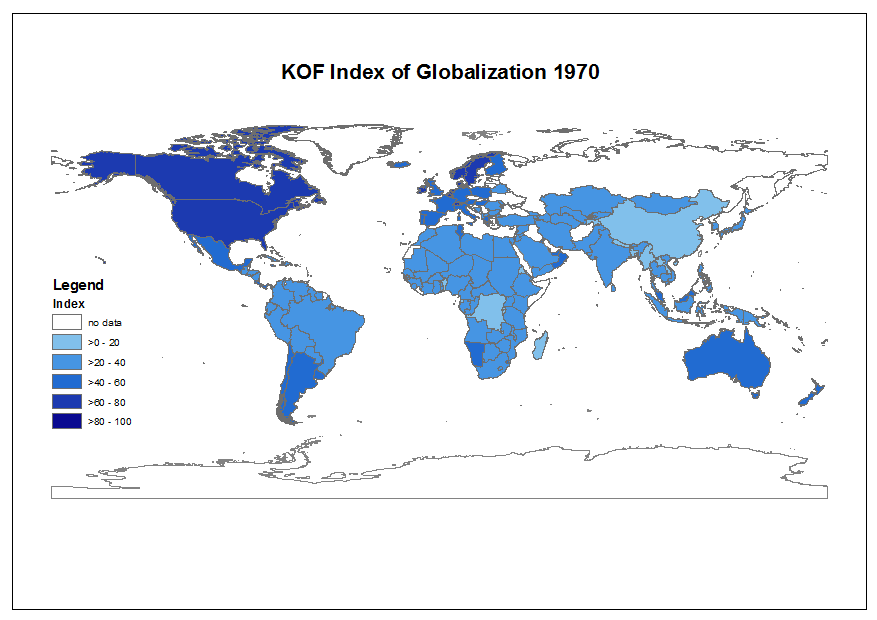 KOF Index of Globalization 1970
Legend
Index
no data
>0 - 20
>20 - 40
>40 - 60
>60 - 80
>80 - 100